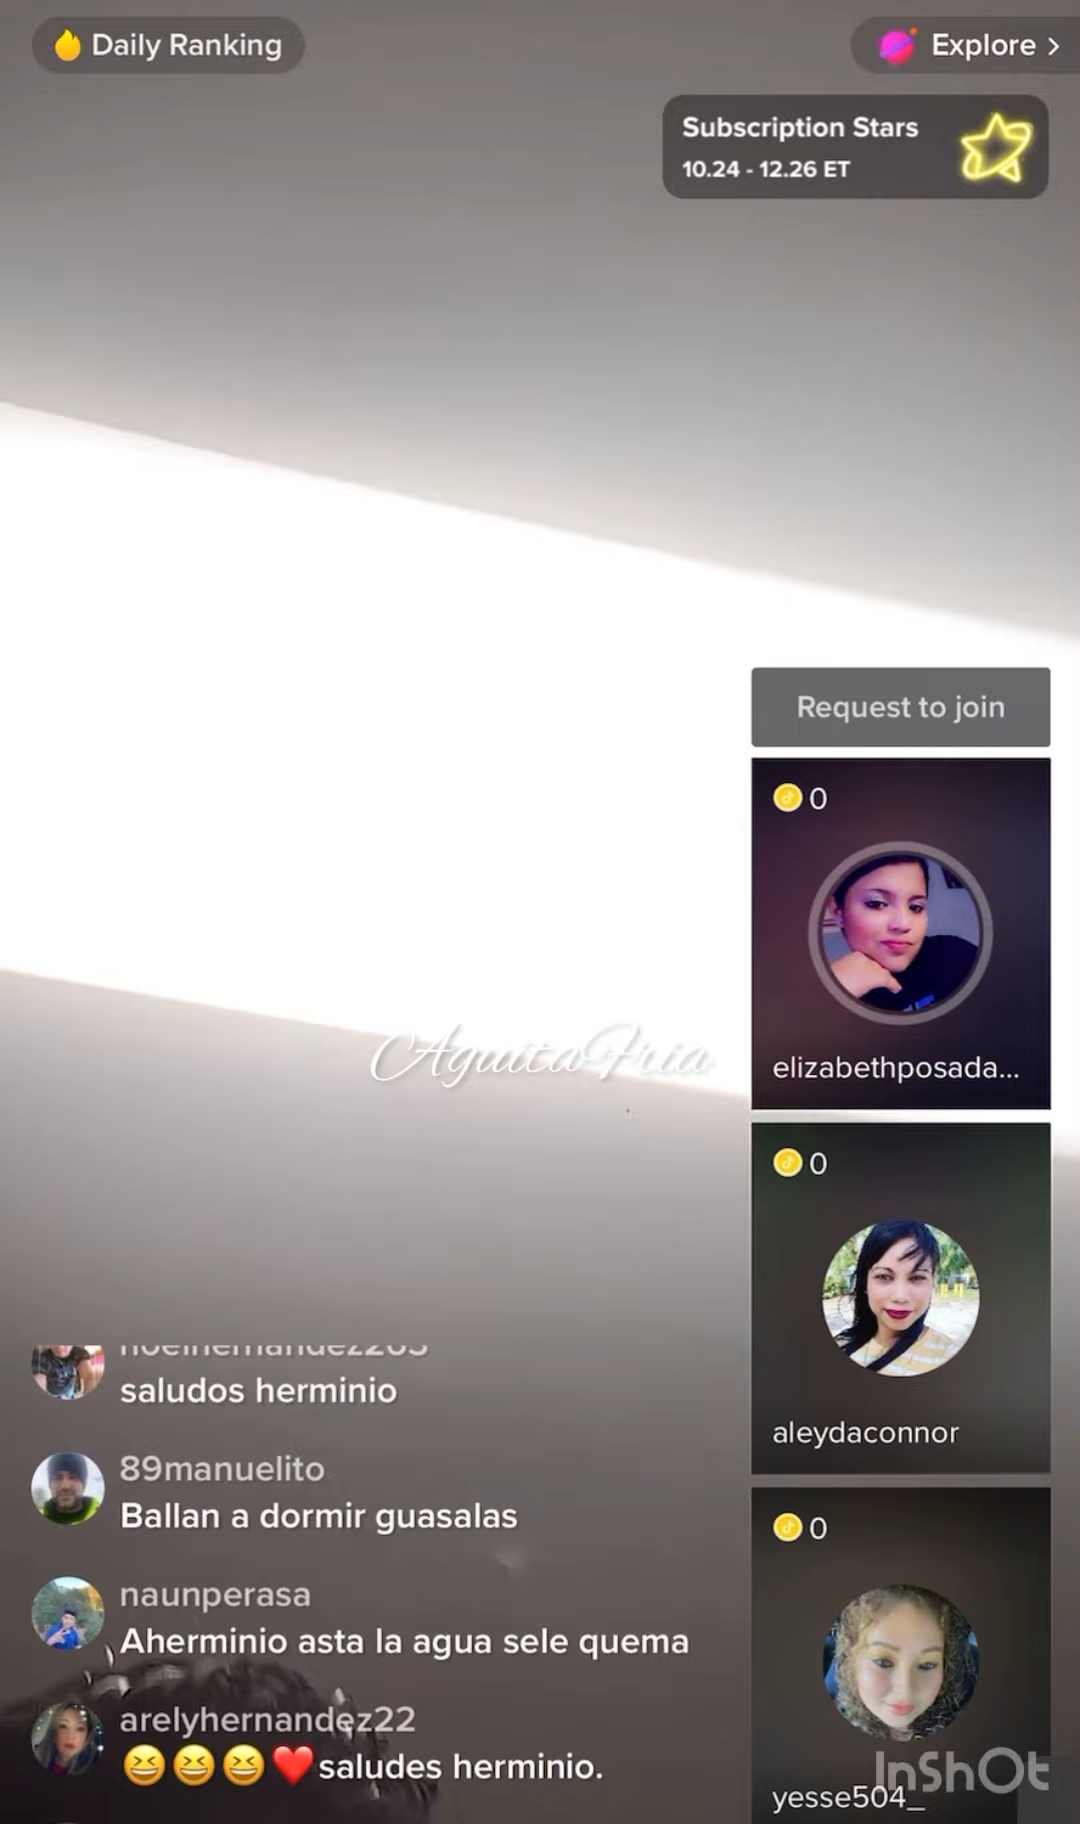 Daily Ranking
Explore >
Subscription Stars
10.24 - 12.26 ET
Request to join
0
elizabethposada...
AguitaFria
0
aleydaconnor
noelhernandez203
saludos herminio
89manuelito
Ballan a dormir guasalas
0
naunperasa
Aherminio asta la agua sele quema
arelyhernandez22
😆😆😆❤️saludes herminio.
InShOt
yesse504_